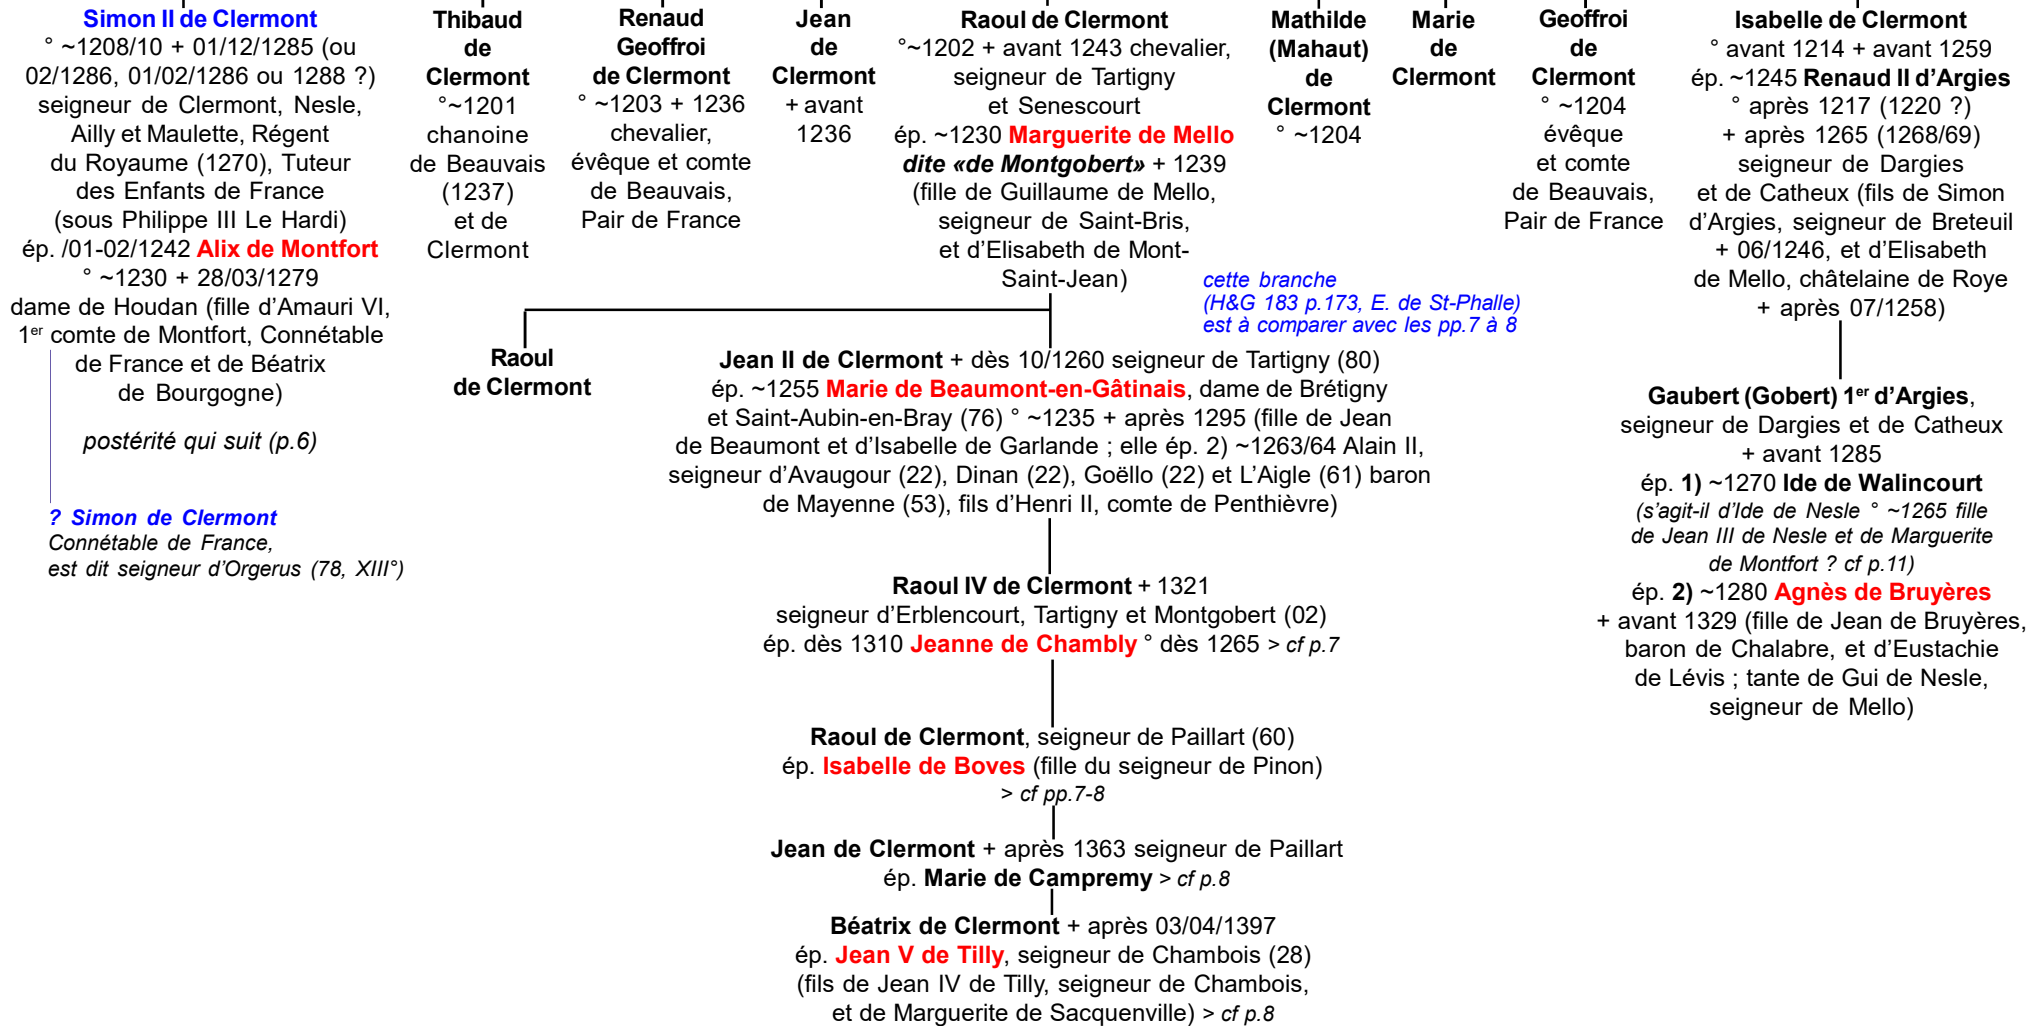 Simon II de Clermont
° ~1208/10 + 01/12/1285 (ou
02/1286, 01/02/1286 ou 1288 ?)
seigneur de Clermont, Nesle,
Ailly et Maulette, Régent
du Royaume (1270), Tuteur
des Enfants de France
(sous Philippe III Le Hardi)
ép. /01-02/1242 Alix de Montfort
° ~1230 + 28/03/1279
dame de Houdan (fille d'Amauri VI,
1er comte de Montfort, Connétable
de France et de Béatrix
de Bourgogne)
postérité qui suit (p.6)
? Simon de Clermont
Connétable de France,
est dit seigneur d'Orgerus (78, XIII°)
Thibaud
de
Clermont
°~1201
chanoine
de Beauvais
(1237)
et de
Clermont
Renaud
Geoffroi
de Clermont
° ~1203 + 1236
chevalier,
évêque et comte
de Beauvais,
Pair de France
Jean
de
Clermont
+ avant
1236
Raoul de Clermont
°~1202 + avant 1243 chevalier,
seigneur de Tartigny
et Senescourt
ép. ~1230 Marguerite de Mello
dite «de Montgobert» + 1239
(fille de Guillaume de Mello,
seigneur de Saint-Bris,
et d'Elisabeth de Mont-
Saint-Jean)
Mathilde
(Mahaut)
de
Clermont
° ~1204
Marie
de
Clermont
Geoffroi
de
Clermont
° ~1204
évêque
et comte
de Beauvais,
Pair de France
Isabelle de Clermont
° avant 1214 + avant 1259
ép. ~1245 Renaud II d'Argies
° après 1217 (1220 ?)
+ après 1265 (1268/69)
seigneur de Dargies
et de Catheux (fils de Simon
d'Argies, seigneur de Breteuil
+ 06/1246, et d'Elisabeth
de Mello, châtelaine de Roye
+ après 07/1258)
cette branche
(H&G 183 p.173, E. de St-Phalle)
est à comparer avec les pp.7 à 8
Raoul
de Clermont
Jean II de Clermont + dès 10/1260 seigneur de Tartigny (80)
ép. ~1255 Marie de Beaumont-en-Gâtinais, dame de Brétigny
et Saint-Aubin-en-Bray (76) ° ~1235 + après 1295 (fille de Jean
de Beaumont et d'Isabelle de Garlande ; elle ép. 2) ~1263/64 Alain II,
seigneur d'Avaugour (22), Dinan (22), Goëllo (22) et L'Aigle (61) baron
de Mayenne (53), fils d'Henri II, comte de Penthièvre)
Raoul IV de Clermont + 1321
seigneur d'Erblencourt, Tartigny et Montgobert (02)
ép. dès 1310 Jeanne de Chambly ° dès 1265 > cf p.7
Raoul de Clermont, seigneur de Paillart (60)
ép. Isabelle de Boves (fille du seigneur de Pinon)
> cf pp.7-8
Jean de Clermont + après 1363 seigneur de Paillart
ép. Marie de Campremy > cf p.8
Béatrix de Clermont + après 03/04/1397
ép. Jean V de Tilly, seigneur de Chambois (28)
(fils de Jean IV de Tilly, seigneur de Chambois,
et de Marguerite de Sacquenville) > cf p.8
Gaubert (Gobert) 1er d'Argies,
seigneur de Dargies et de Catheux
+ avant 1285
ép. 1) ~1270 Ide de Walincourt
(s'agit-il d'Ide de Nesle ° ~1265 fille
de Jean III de Nesle et de Marguerite
de Montfort ? cf p.11)
ép. 2) ~1280 Agnès de Bruyères
+ avant 1329 (fille de Jean de Bruyères,
baron de Chalabre, et d'Eustachie
de Lévis ; tante de Gui de Nesle,
seigneur de Mello)